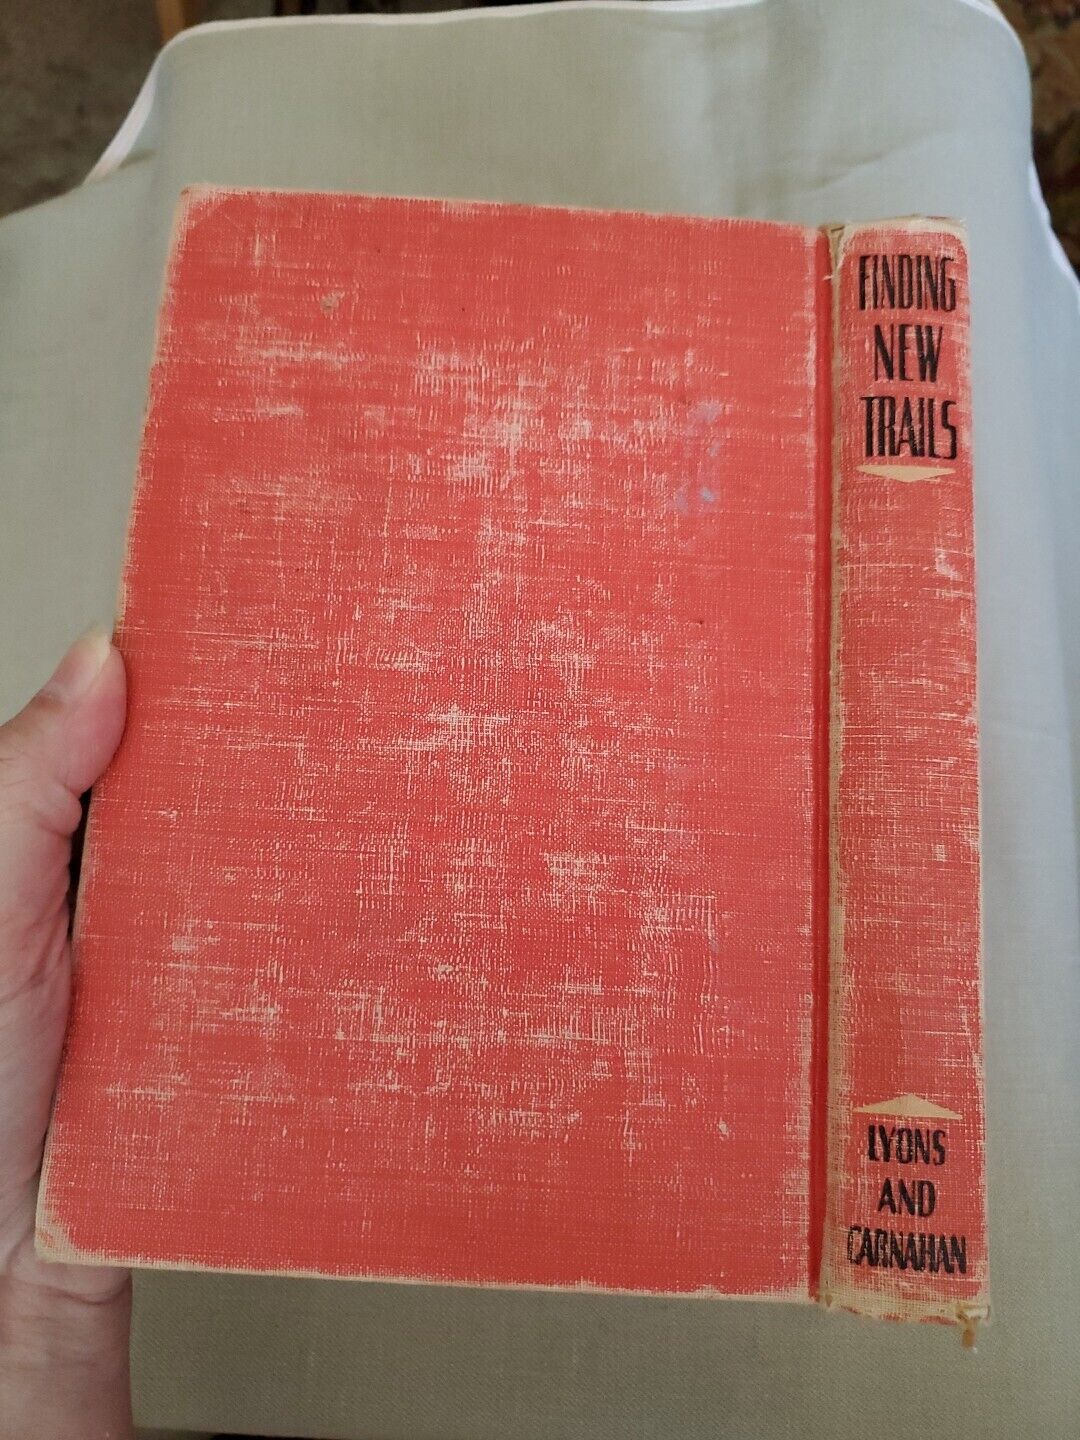 FINDING
NEW
TRAILS
LYONS
AND
CARNAHAN